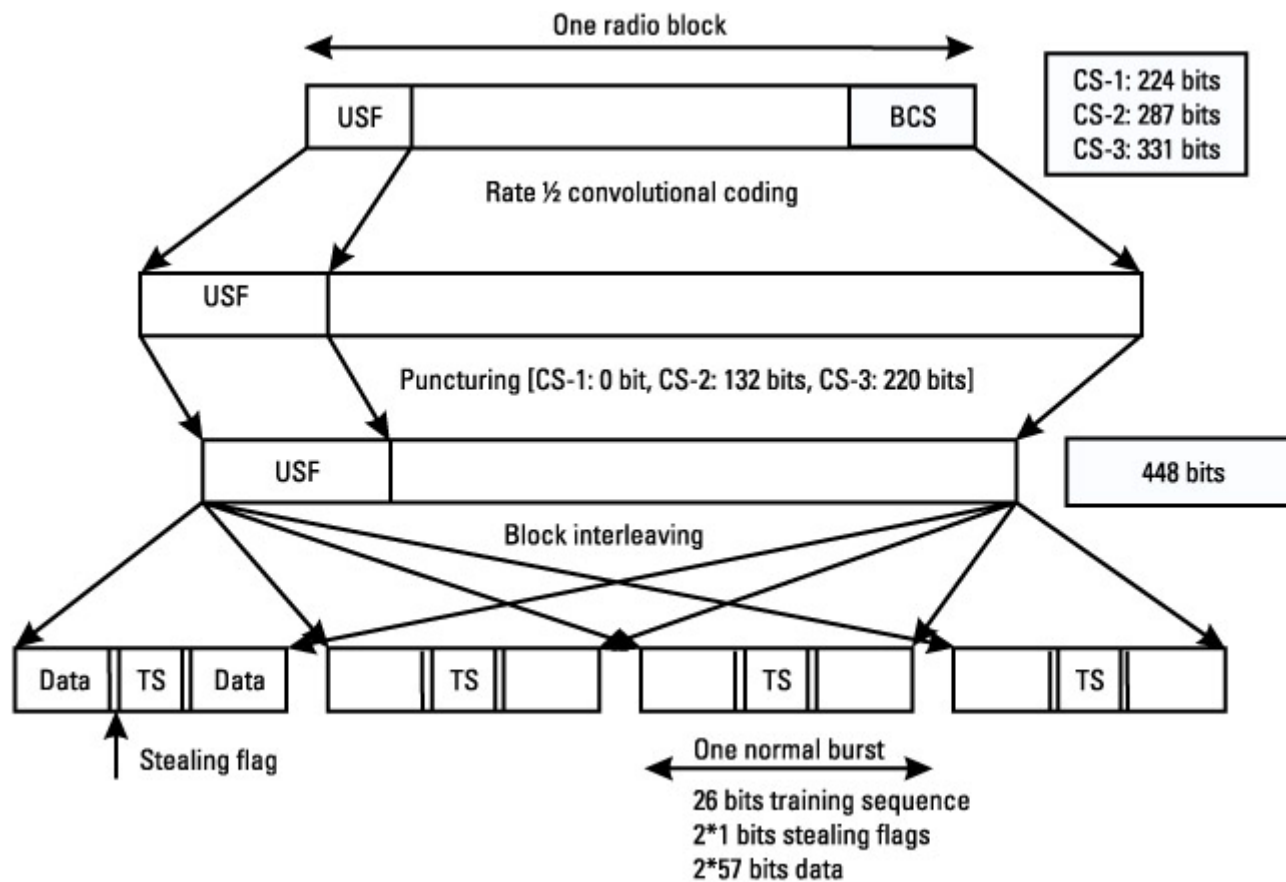 One radio block
USF
BCS
CS-1: 224 bits
CS-2: 287 bits
CS-3: 331 bits
Rate ½ convolutional coding
USF
Puncturing [CS-1: 0 bit, CS-2: 132 bits, CS-3: 220 bits]
USF
448 bits
Block interleaving
Data TS Data
TS
TS
TS
Stealing flag
One normal burst
26 bits training sequence
2*1 bits stealing flags
2*57 bits data